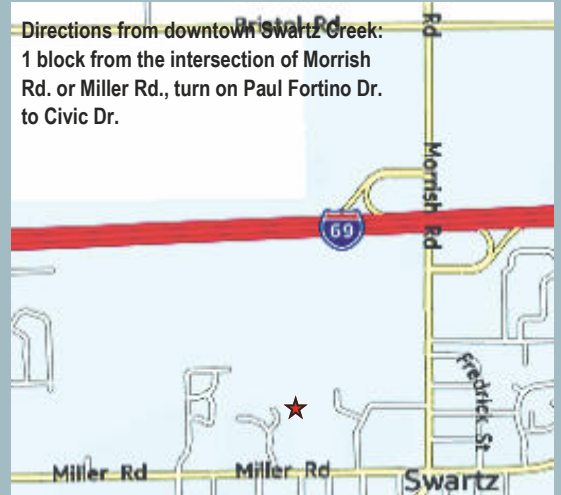 Bristol Rd
Directions from downtown Swartz Creek:
1 block from the intersection of Morrish
Rd. or Miller Rd., turn on Paul Fortino Dr.
to Civic Dr.
Rd
Morrish Rd
69
Fredrick St
Miller Rd
Miller Rd
Swartz